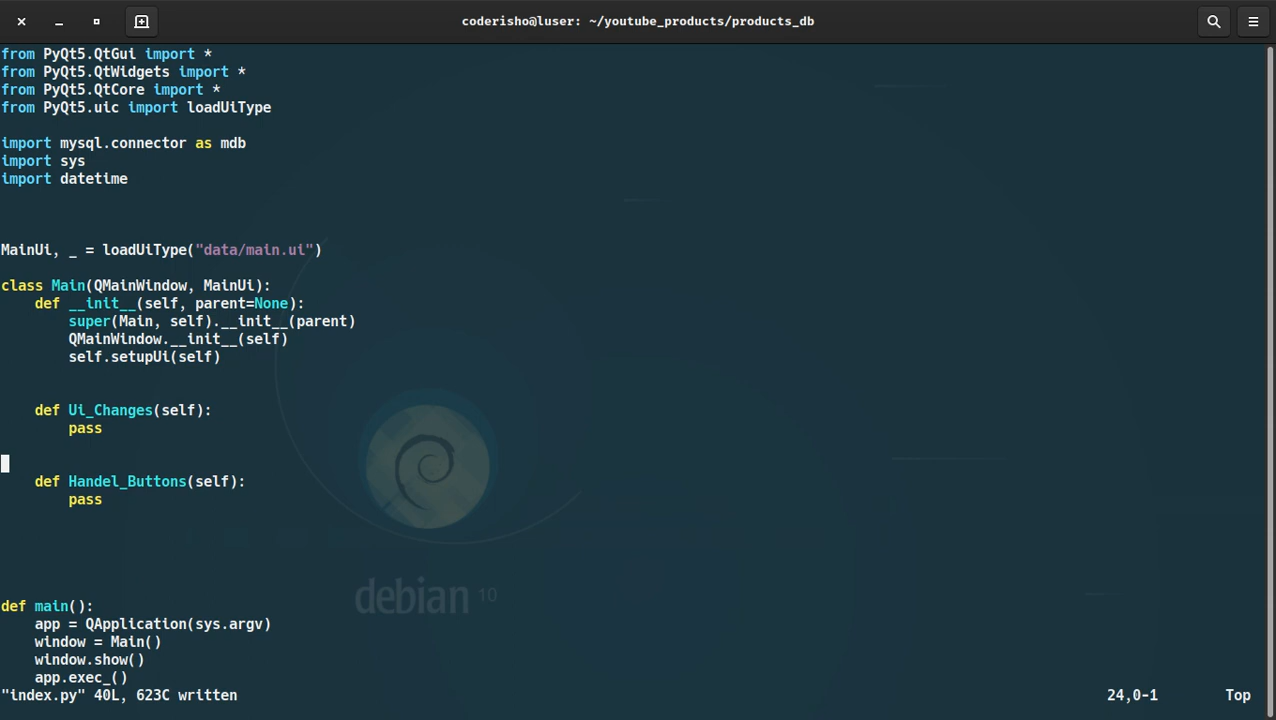 coderisho@luser: ~/youtube_products/products_db
from PyQt5.QtGui import *
from PyQt5.QtWidgets import *
from PyQt5.QtCore import *
from PyQt5.uic import loadUiType
import mysql.connector as mdb
import sys
import datetime
MainUi, _ = loadUiType("data/main.ui")
class Main(QMainWindow, MainUi):
    def __init__(self, parent=None):
        super(Main, self).__init__(parent)
        QMainWindow.__init__(self)
        self.setupUi(self)
    def Ui_Changes(self):
        pass
    def Handel_Buttons(self):
        pass
debian 10
def main():
    app = QApplication(sys.argv)
    window = Main()
    window.show()
    app.exec_()
"index.py" 40L, 623C written 24,0-1 Top